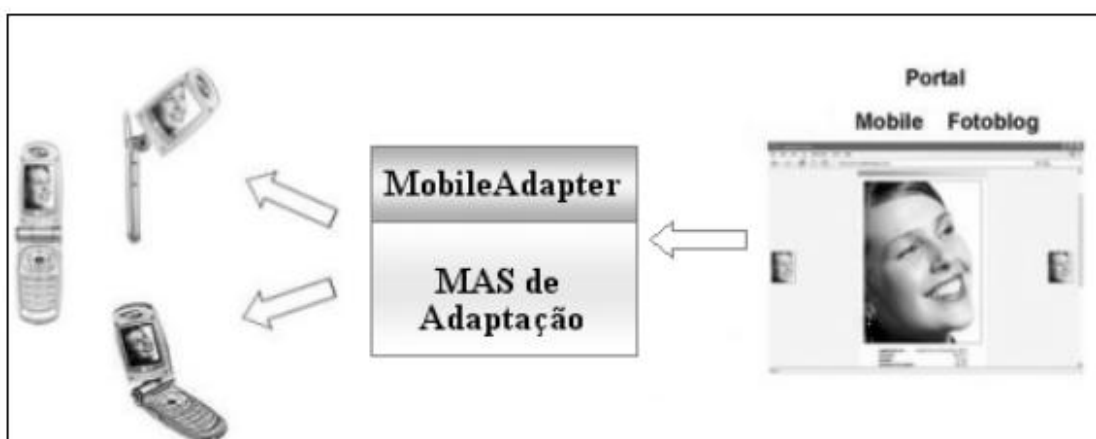 Portal
Mobile Fotoblog
MobileAdapter
MAS de
Adaptação